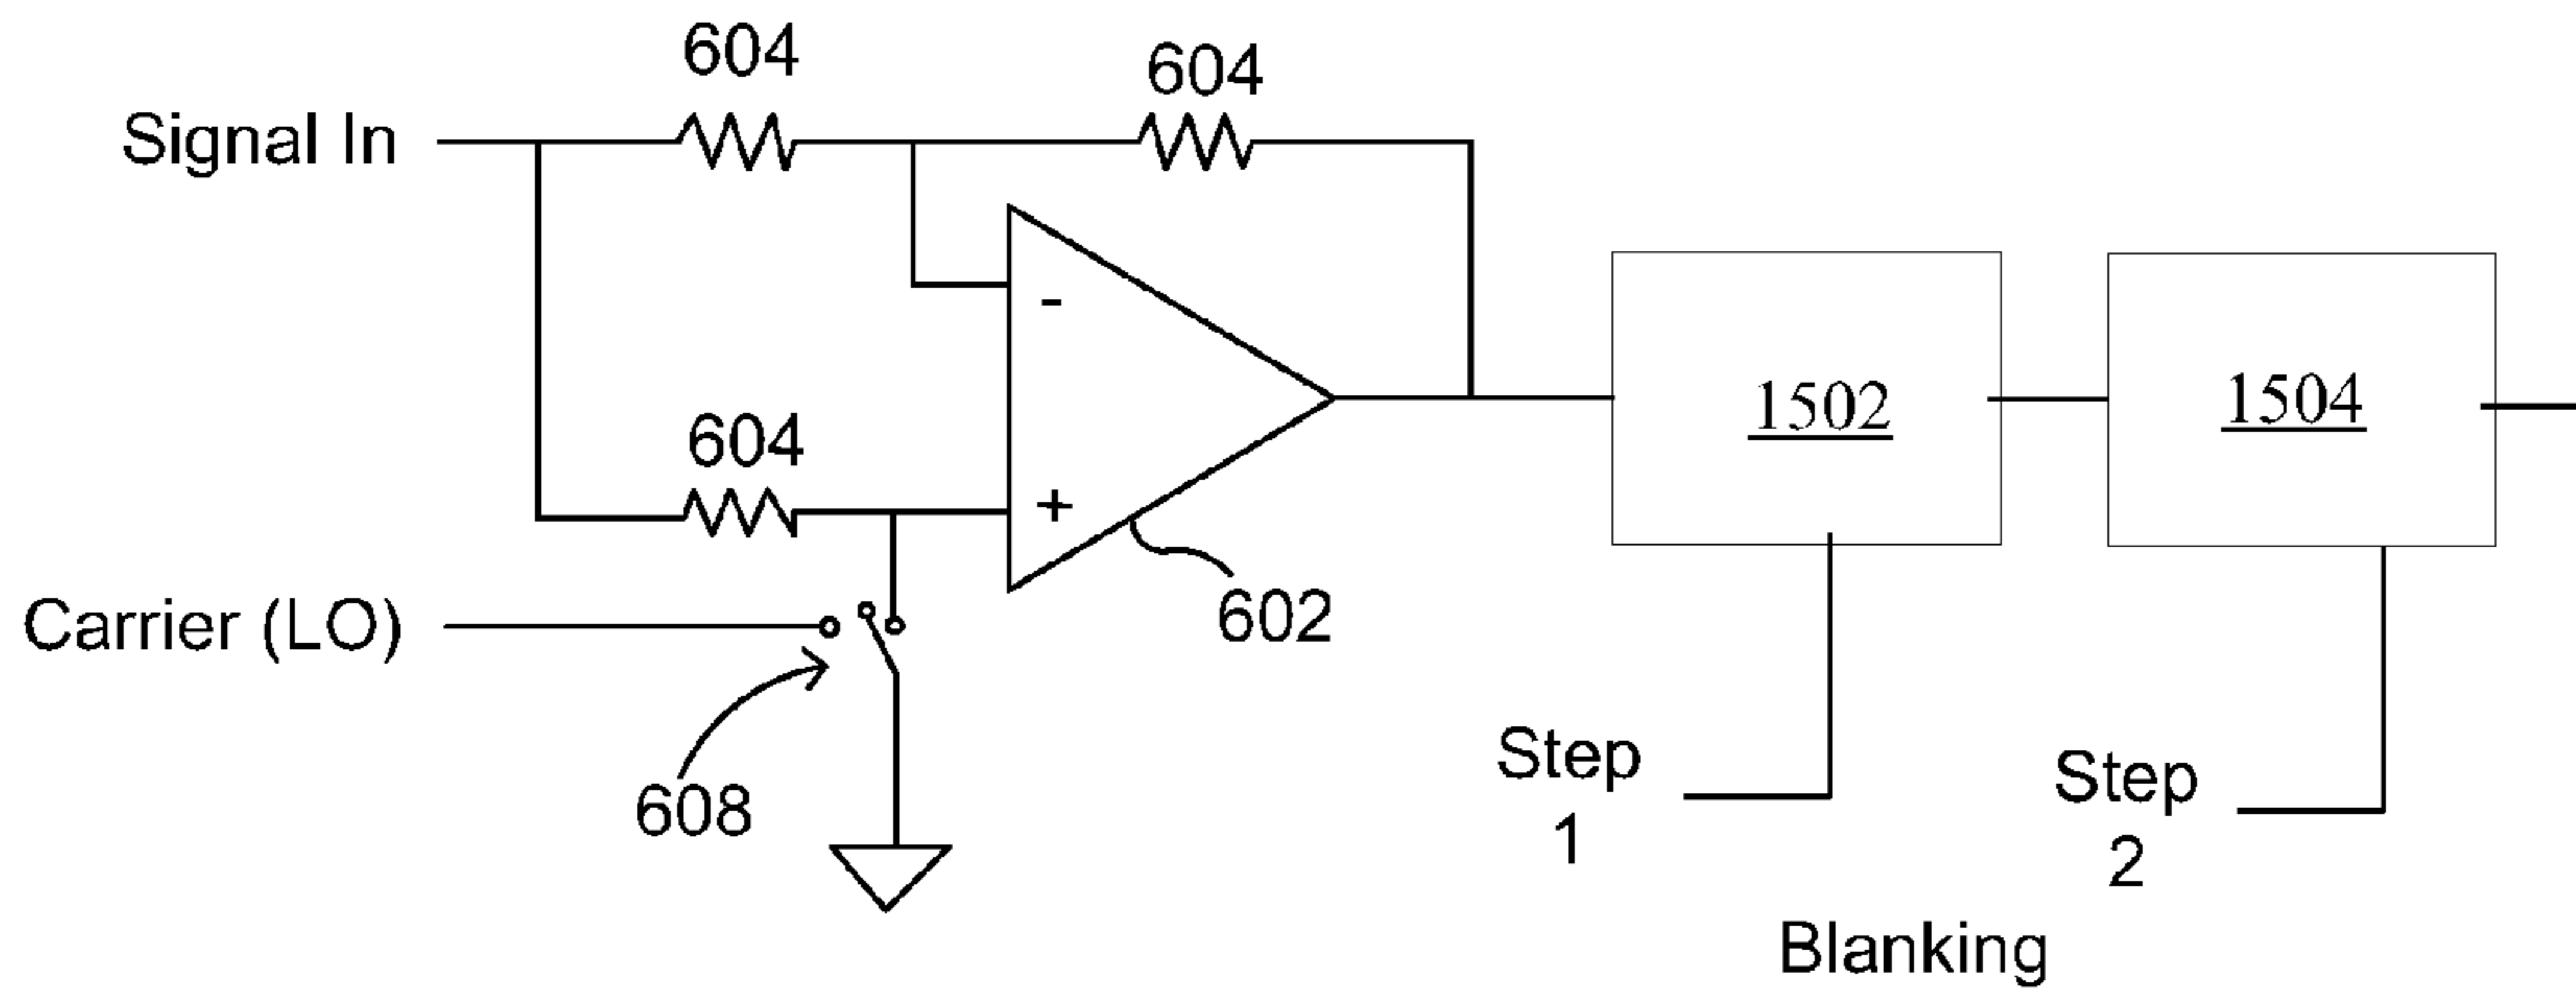 604
604
Signal In
-
1502
1504
604
+
Carrier (LO)
602
608
Step
1
Step
2
Blanking